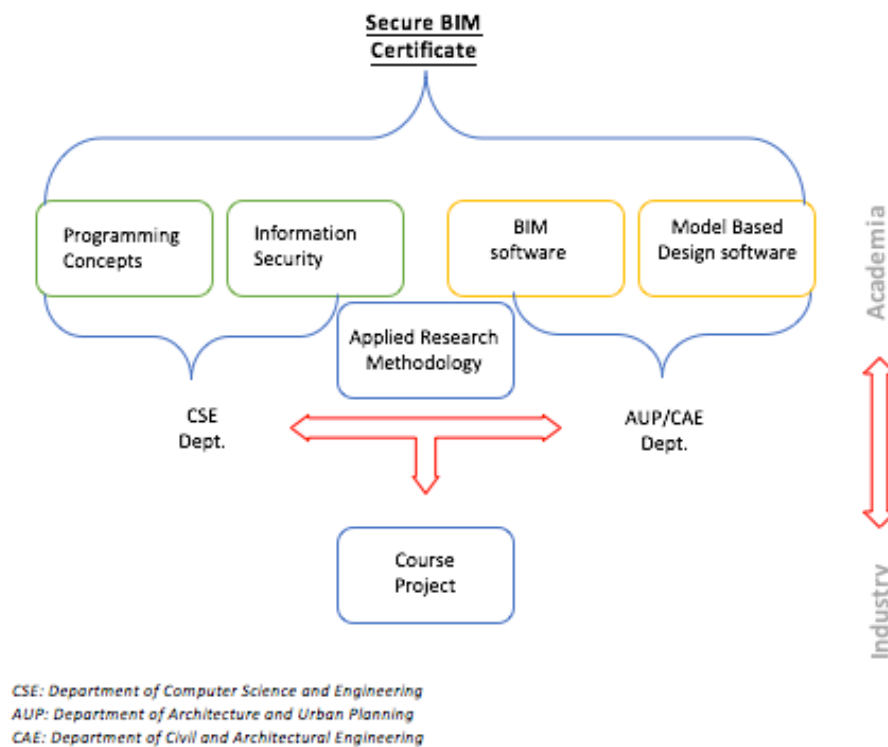 Secure BIM
Certificate
Programming
Concepts
Information
Security
BIM
software
Model Based
Design software
Applied Research
Methodology
CSE
Dept.
AUP/CAE
Dept.
Course
Project
Academia
Industry
CSE: Department of Computer Science and Engineering
AUP: Department of Architecture and Urban Planning
CAE: Department of Civil and Architectural Engineering